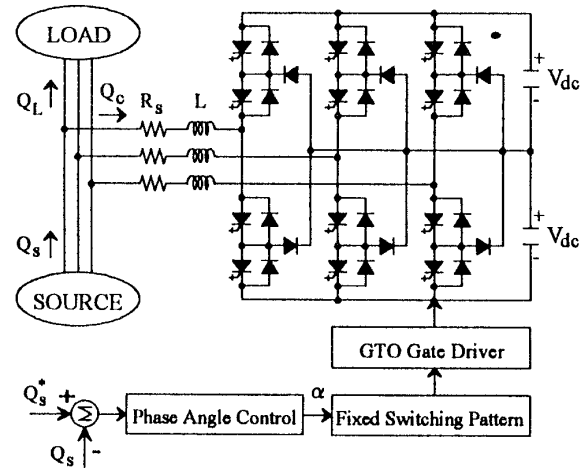 LOAD
Q_L Q_c R_s L
+
V_dc
-
+
V_dc
-
Q_s
SOURCE
GTO Gate Driver
Q_s^* + Σ Phase Angle Control α Fixed Switching Pattern
Q_s -